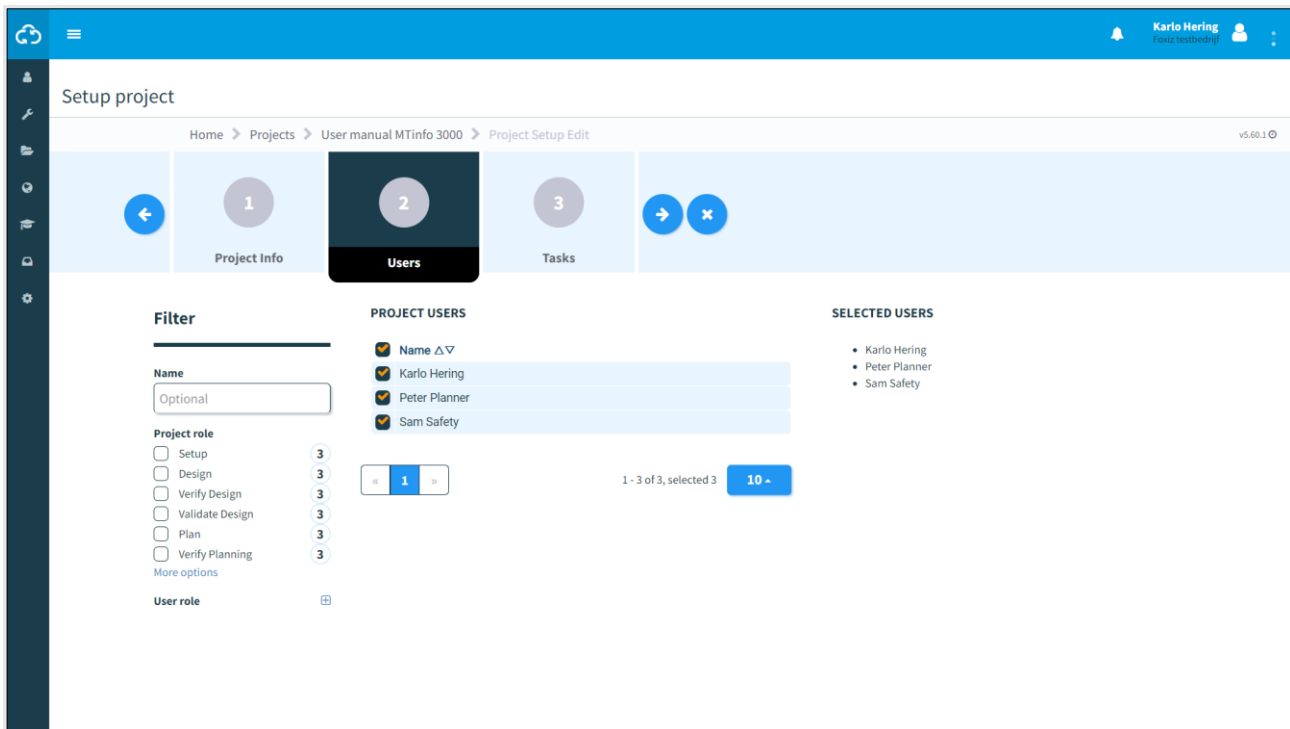 Karlo Hering
Foxiz testbedrijf
Setup project
Home Projects User manual MTinfo 3000 Project Setup Edit
v5.60.1
1
2
3
Project Info
Users
Tasks
Filter
Name
Optional
Project role
Setup 3
Design 3
Verify Design 3
Validate Design 3
Plan 3
Verify Planning 3
More options
User role
PROJECT USERS
Name
Karlo Hering
Peter Planner
Sam Safety
« 1 »
1 - 3 of 3, selected 3
10
SELECTED USERS
• Karlo Hering
• Peter Planner
• Sam Safety